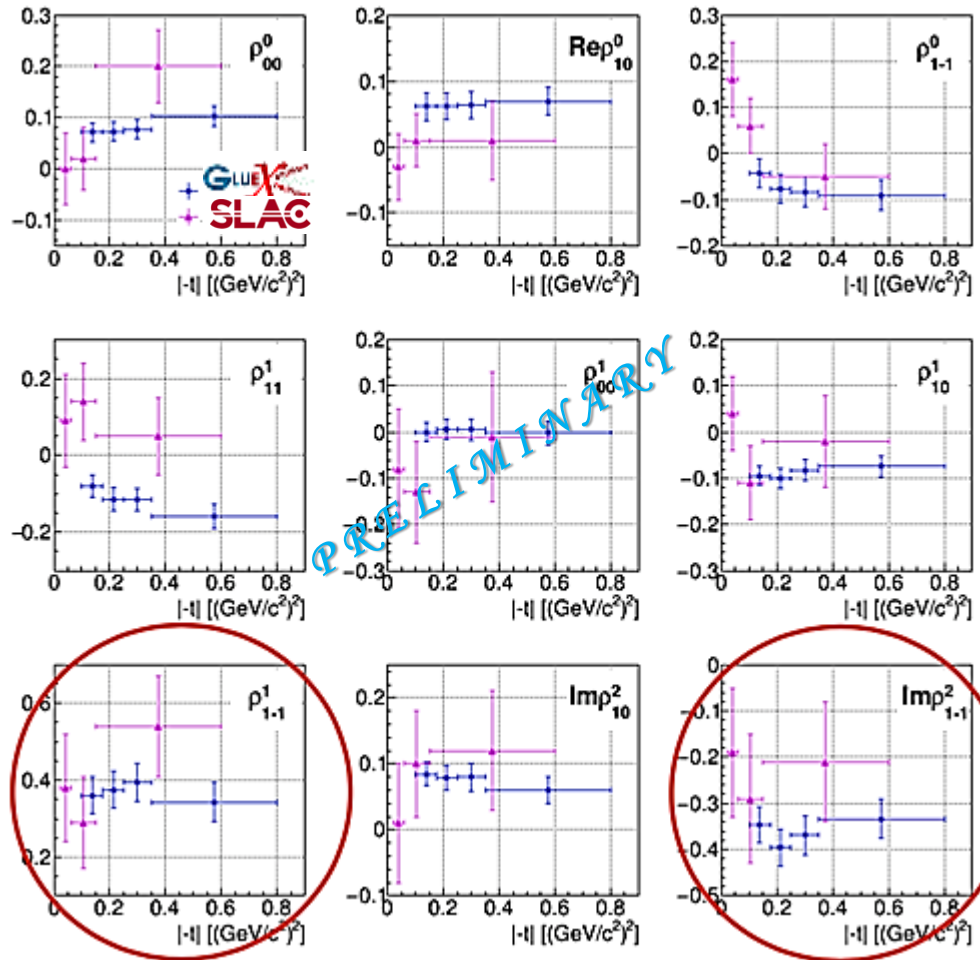 0.3
0.2
0.1
0
−0.1
ρ⁰₀₀
GLUEX
SLAC
0 0.2 0.4 0.6 0.8
|-t| [(GeV/c²)²]
0.1
0
−0.1
Reρ⁰₁₀
0 0.2 0.4 0.6 0.8
|-t| [(GeV/c²)²]
0.3
0.2
0.1
0
−0.1
−0.2
ρ⁰₁₋₁
0 0.2 0.4 0.6 0.8
|-t| [(GeV/c²)²]
0.2
0
−0.2
ρ¹₁₁
0 0.2 0.4 0.6 0.8
|-t| [(GeV/c²)²]
0.2
0.1
0
−0.1
−0.2
−0.3
ρ¹₀₀
PRELIMINARY
0 0.2 0.4 0.6 0.8
|-t| [(GeV/c²)²]
0.2
0.1
0
−0.1
−0.2
−0.3
ρ¹₁₀
0 0.2 0.4 0.6 0.8
|-t| [(GeV/c²)²]
0.6
0.4
0.2
ρ¹₁₋₁
0 0.2 0.4 0.6 0.8
|-t| [(GeV/c²)²]
0.2
0.1
0
−0.1
Imρ²₁₀
0 0.2 0.4 0.6 0.8
|-t| [(GeV/c²)²]
0
−0.1
−0.2
−0.3
−0.4
−0.5
Imρ²₁₋₁
0 0.2 0.4 0.6 0.8
|-t| [(GeV/c²)²]